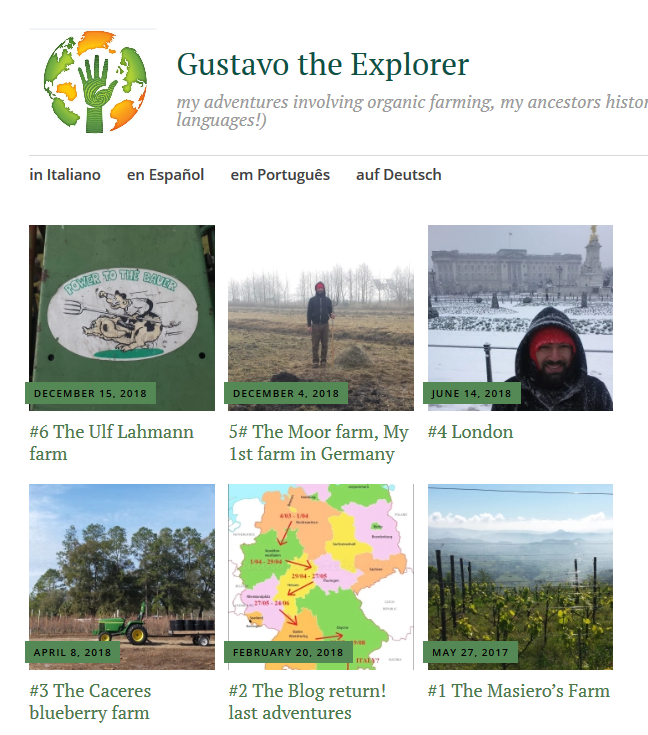 Gustavo the Explorer
my adventures involving organic farming, my ancestors histor
languages!)
in Italiano en Español em Português auf Deutsch
POWER TO THE BAUER
DECEMBER 15, 2018
DECEMBER 4, 2018
JUNE 14, 2018
#6 The Ulf Lahmann
farm
5# The Moor farm, My
1st farm in Germany
#4 London
4/03 - 1/04
1/04 - 29/04
29/04 - 27/05
27/05 - 24/06
ITALY?
APRIL 8, 2018
FEBRUARY 20, 2018
MAY 27, 2017
#3 The Caceres
blueberry farm
#2 The Blog return!
last adventures
#1 The Masiero’s Farm